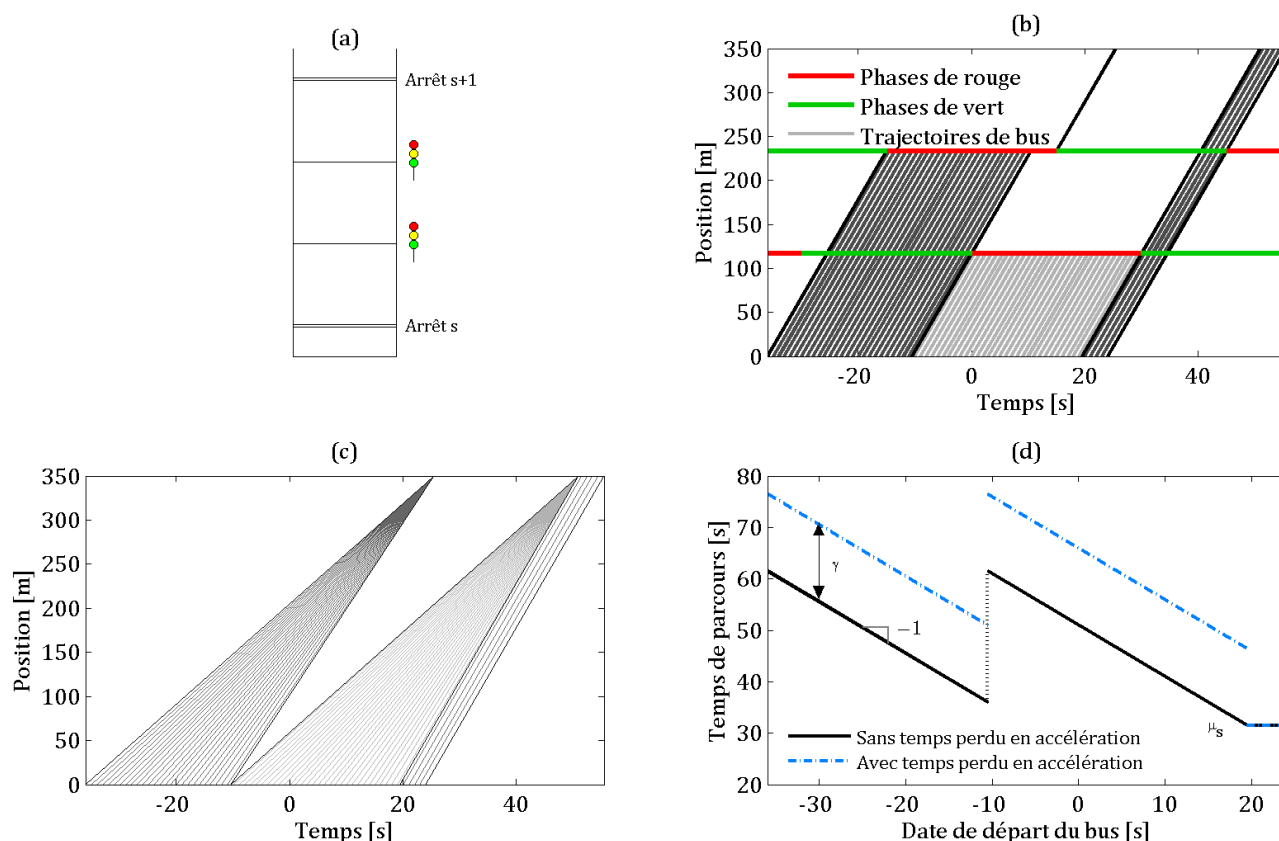 (a)
Arrêt s+1
Arrêt s
(b)
350
300
250
200
150
100
50
0
Position [m]
Phases de rouge
Phases de vert
Trajectoires de bus
-20
0
20
40
Temps [s]
(c)
350
300
250
200
150
100
50
0
Position [m]
-20
0
20
40
Temps [s]
(d)
80
70
60
50
40
30
20
Temps de parcours [s]
γ
−1
μs
Sans temps perdu en accélération
Avec temps perdu en accélération
-30
-20
-10
0
10
20
Date de départ du bus [s]